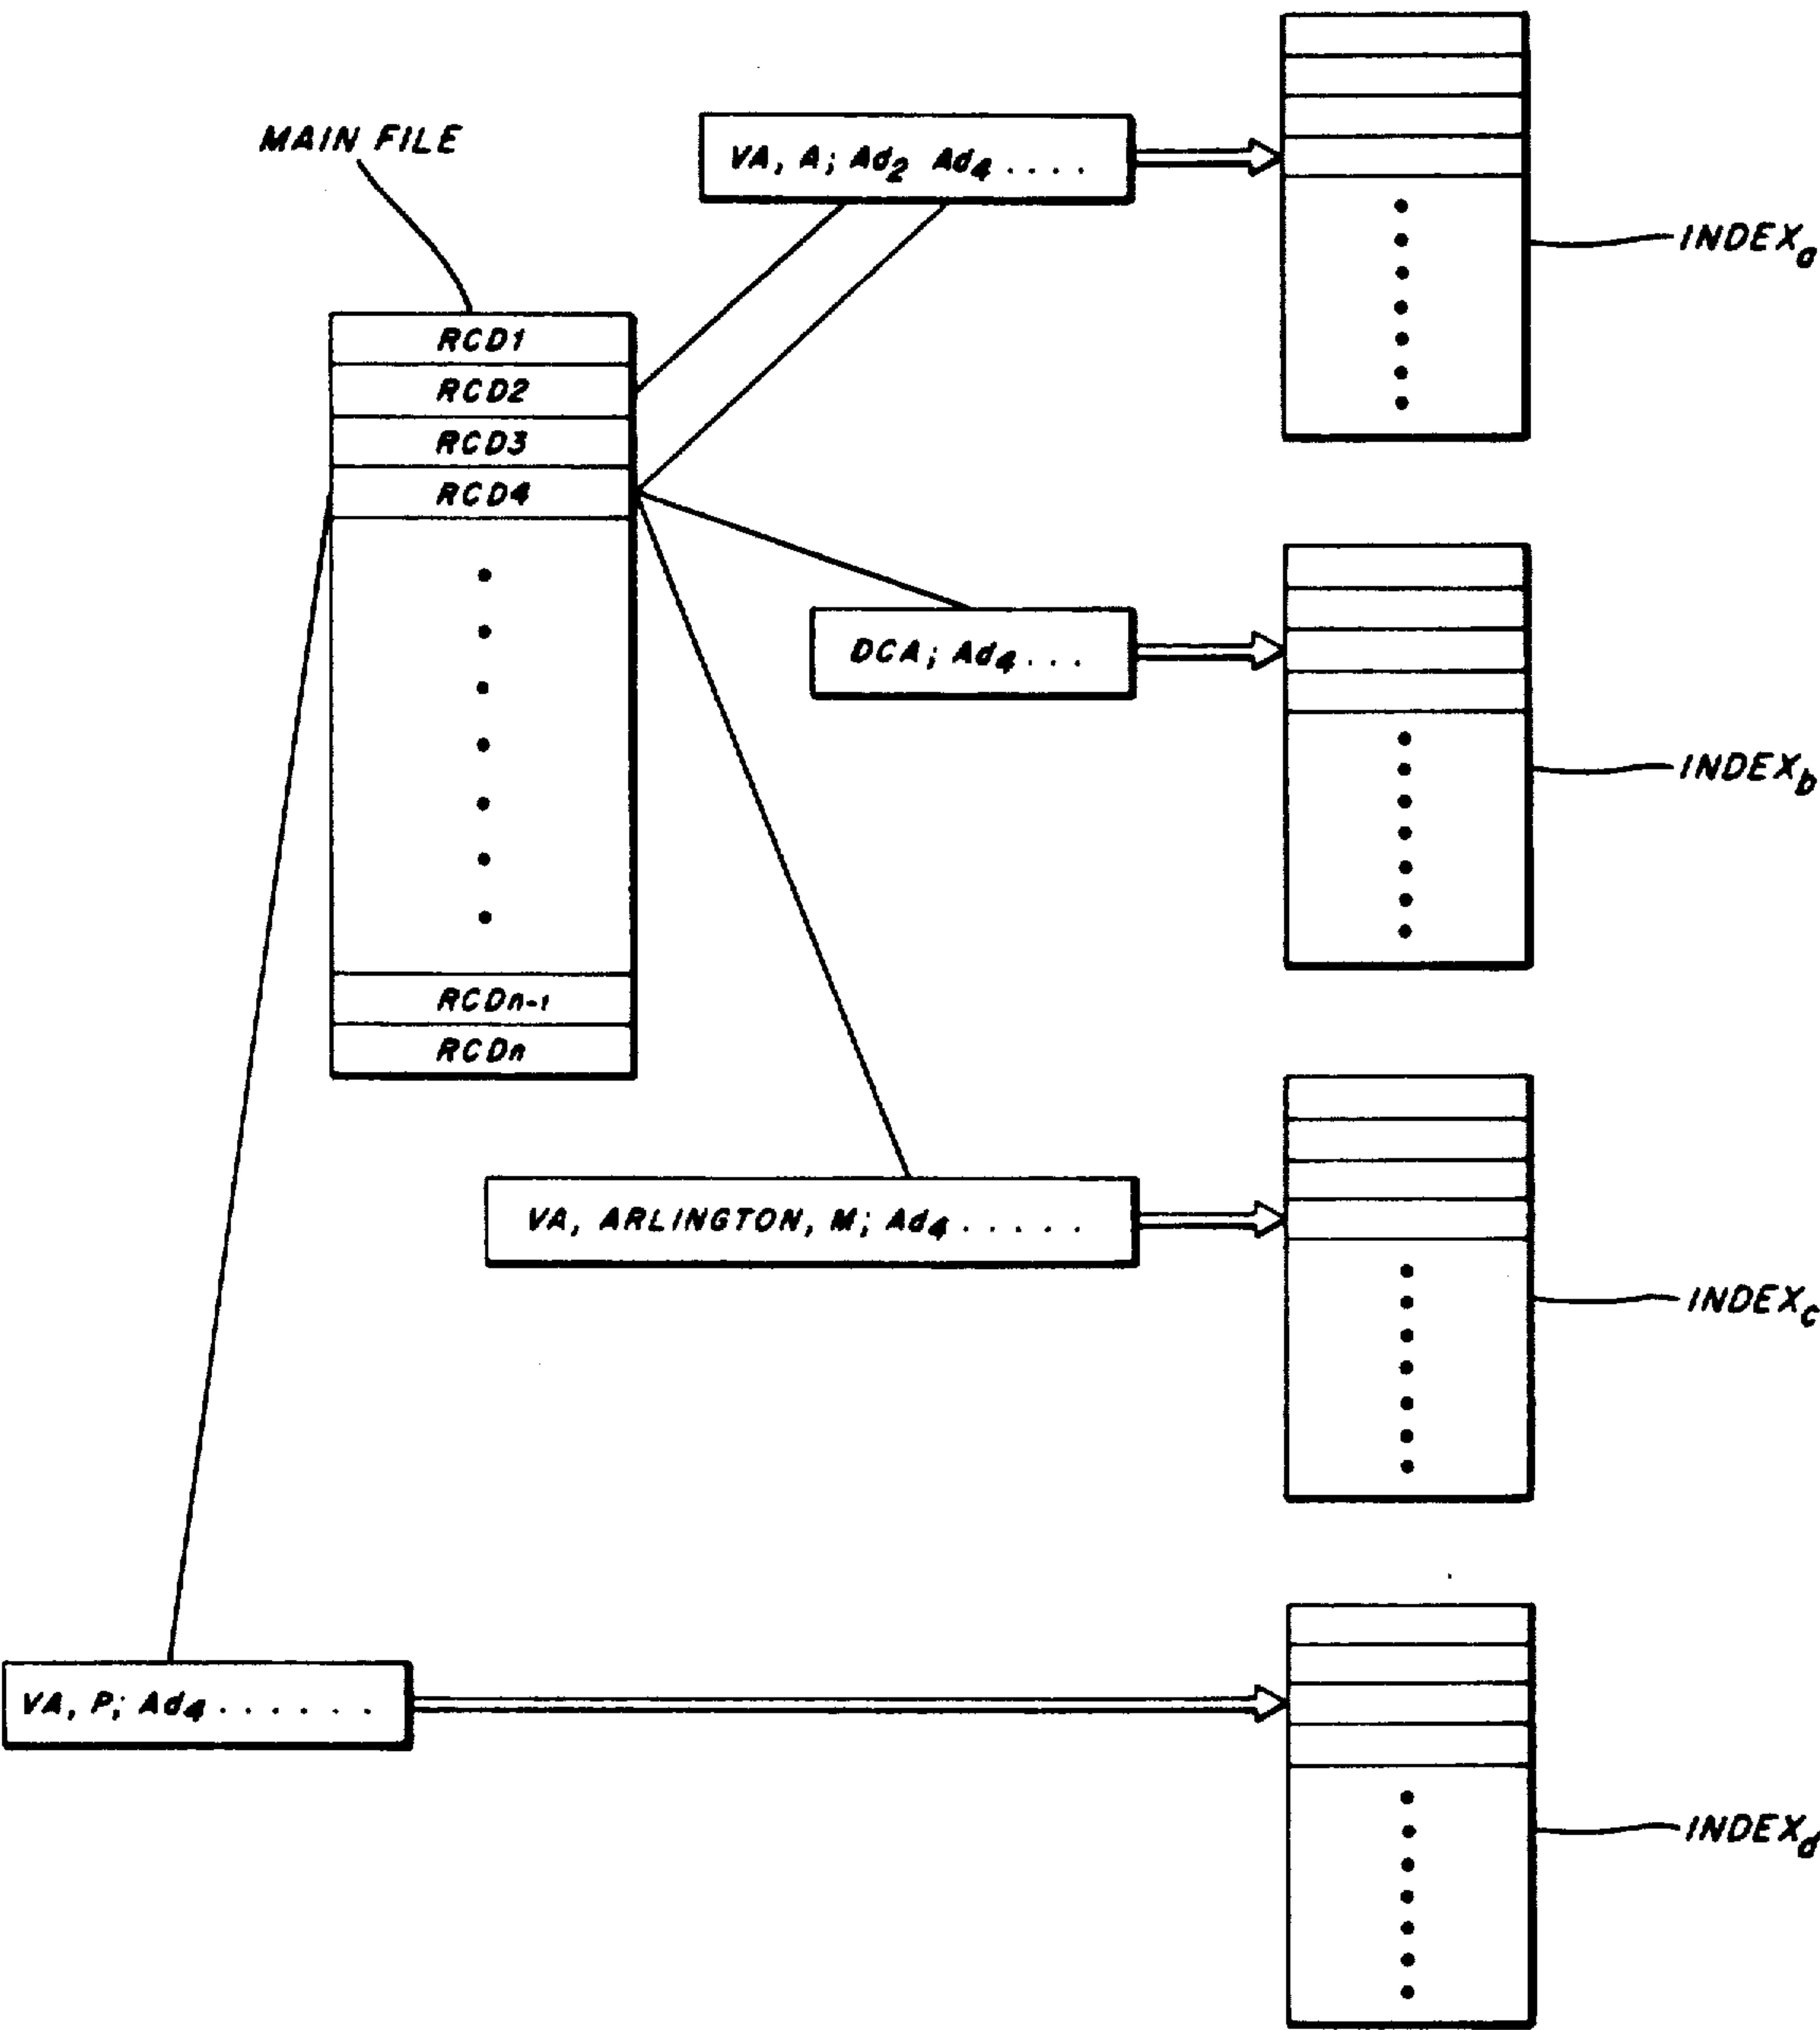 MAIN FILE
VA, A; Ad2 Ad4 ....
INDEXa
RCD1
RCD2
RCD3
RCD4
DCA; Ad4 ...
INDEXb
RCDn-1
RCDn
VA, ARLINGTON, M; Ad4 .....
INDEXc
VA, P; Ad4 ......
INDEXd